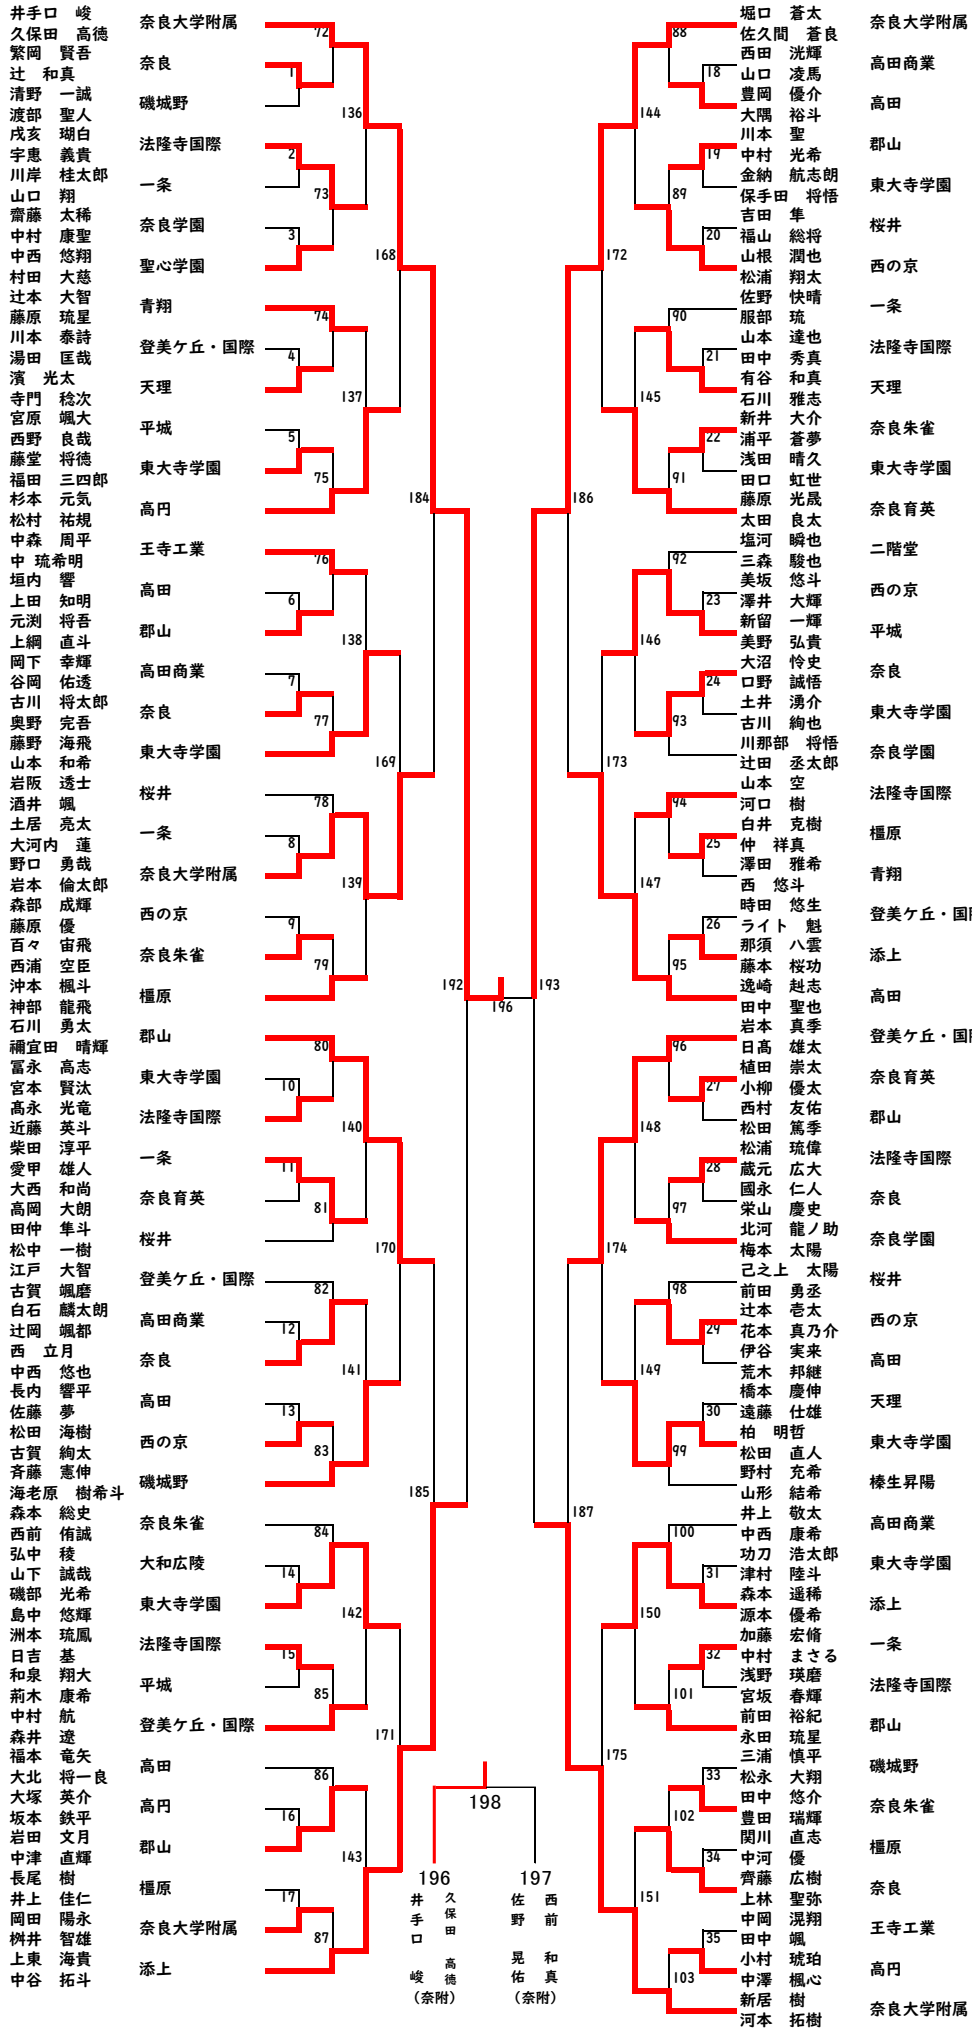 井手口 峻
久保田 高徳 奈良大学附属
繁岡 賢吾
辻 和真 奈良
清野 一誠
渡部 聖人 磯城野
戌亥 瑚白
宇恵 義貴 法隆寺国際
川岸 桂太郎
山口 翔 一条
齋藤 太稀
中村 康聖 奈良学園
中西 悠翔
村田 大慈 聖心学園
辻本 大智
藤原 琉星 青翔
川本 泰詩
湯田 匡哉 登美ケ丘・国際
濱 光太
寺門 稔次 天理
宮原 颯大
西野 良哉 平城
藤堂 将徳
福田 三四郎 東大寺学園
杉本 元気
松村 祐規 高円
中森 周平
中 琉希明 王寺工業
垣内 響
上田 知明 高田
元渕 将吾
上綱 直斗 郡山
岡下 幸輝
谷岡 佑透 高田商業
古川 将太郎
奥野 完吾 奈良
藤野 海飛
山本 和希 東大寺学園
岩阪 透士
酒井 颯 桜井
土居 亮太
大河内 蓮 一条
野口 勇哉
岩本 倫太郎 奈良大学附属
森部 成輝
藤原 優 西の京
百々 宙飛
西浦 空臣 奈良朱雀
沖本 楓斗
神部 龍飛 橿原
石川 勇太
禰宜田 晴輝 郡山
冨永 高志
宮本 賢汰 東大寺学園
髙永 光竜
近藤 英斗 法隆寺国際
柴田 淳平
愛甲 雄人 一条
大西 和尚
高岡 大朗 奈良育英
田仲 隼斗
松中 一樹 桜井
江戸 大智
古賀 颯磨 登美ケ丘・国際
白石 麟太朗
辻岡 颯都 高田商業
西 立月
中西 悠也 奈良
長内 響平
佐藤 夢 高田
松田 海樹
古賀 絢太 西の京
斉藤 憲伸
海老原 樹希斗 磯城野
森本 総史
西前 侑誠 奈良朱雀
弘中 稜
山下 誠哉 大和広陵
磯部 光希
島中 悠輝 東大寺学園
洲本 琉鳳
日吉 基 法隆寺国際
和泉 翔大
荊木 康希 平城
中村 航
森井 遼 登美ケ丘・国際
福本 竜矢
大北 将一良 高田
大塚 英介
坂本 鉄平 高円
岩田 文月
中津 直輝 郡山
長尾 樹
井上 佳仁 橿原
岡田 陽永
桝井 智雄 奈良大学附属
上東 海貴
中谷 拓斗 添上
72
1
136
2
73
3
168
74
4
137
5
75
184
76
6
138
7
77
169
78
8
139
9
79
192
80
10
140
11
81
170
82
12
141
13
83
185
84
14
142
15
85
171
86
16
143
17
87
196
193
198
196
197
井手口 峻
久保田 高徳
(奈附)
佐野 晃佑
西前 和真
(奈附)
88
18
144
19
89
20
172
90
21
145
22
91
186
92
23
146
24
93
173
94
25
147
26
95
96
27
148
28
97
174
98
29
149
30
99
187
100
31
150
32
101
175
33
102
34
151
35
103
堀口 蒼太
佐久間 蒼良 奈良大学附属
西田 洸輝
山口 凌馬 高田商業
豊岡 優介
大隅 裕斗 高田
川本 聖
中村 光希 郡山
金納 航志朗
保手田 将悟 東大寺学園
吉田 隼
福山 総将 桜井
山根 潤也
松浦 翔太 西の京
佐野 快晴
服部 琉 一条
山本 達也
田中 秀真 法隆寺国際
有谷 和真
石川 雅志 天理
新井 大介
浦平 蒼夢 奈良朱雀
浅田 晴久
田口 虹世 東大寺学園
藤原 光晟
太田 良太 奈良育英
塩河 瞬也
三森 駿也 二階堂
美坂 悠斗
澤井 大輝 西の京
新留 一輝
美野 弘貴 平城
大沼 怜史
口野 誠悟 奈良
土井 湧介
古川 絢也 東大寺学園
川那部 将悟
辻田 丞太郎 奈良学園
山本 空
河口 樹 法隆寺国際
白井 克樹
仲 祥真 橿原
澤田 雅希
西 悠斗 青翔
時田 悠生
ライト 魁 登美ケ丘・国
那須 八雲
藤本 桜功 添上
逸崎 赳志
田中 聖也 高田
岩本 真季
日髙 雄太 登美ケ丘・国
植田 崇太
小柳 優太 奈良育英
西村 友佑
松田 篤季 郡山
松浦 琉偉
蔵元 広大 法隆寺国際
國永 仁人
栄山 慶史 奈良
北河 龍ノ助
梅本 太陽 奈良学園
己之上 太陽
前田 勇丞 桜井
辻本 壱太
花本 真乃介 西の京
伊谷 実来
荒木 邦継 高田
橋本 慶伸
遠藤 仕雄 天理
柏 明哲
松田 直人 東大寺学園
野村 充希
山形 結希 榛生昇陽
井上 敬太
中西 康希 高田商業
功刀 浩太郎
津村 陸斗 東大寺学園
森本 遥稀
源本 優希 添上
加藤 宏脩
中村 まさる 一条
浅野 瑛磨
宮坂 春輝 法隆寺国際
前田 裕紀
永田 琉星 郡山
三浦 慎平
松永 大翔 磯城野
田中 悠介
豊田 瑞輝 奈良朱雀
関川 直志
中河 優 橿原
齊藤 広樹
上林 聖弥 奈良
中岡 滉翔
田中 颯 王寺工業
小村 琥珀
中澤 楓心 高円
新居 樹
河本 拓樹 奈良大学附属